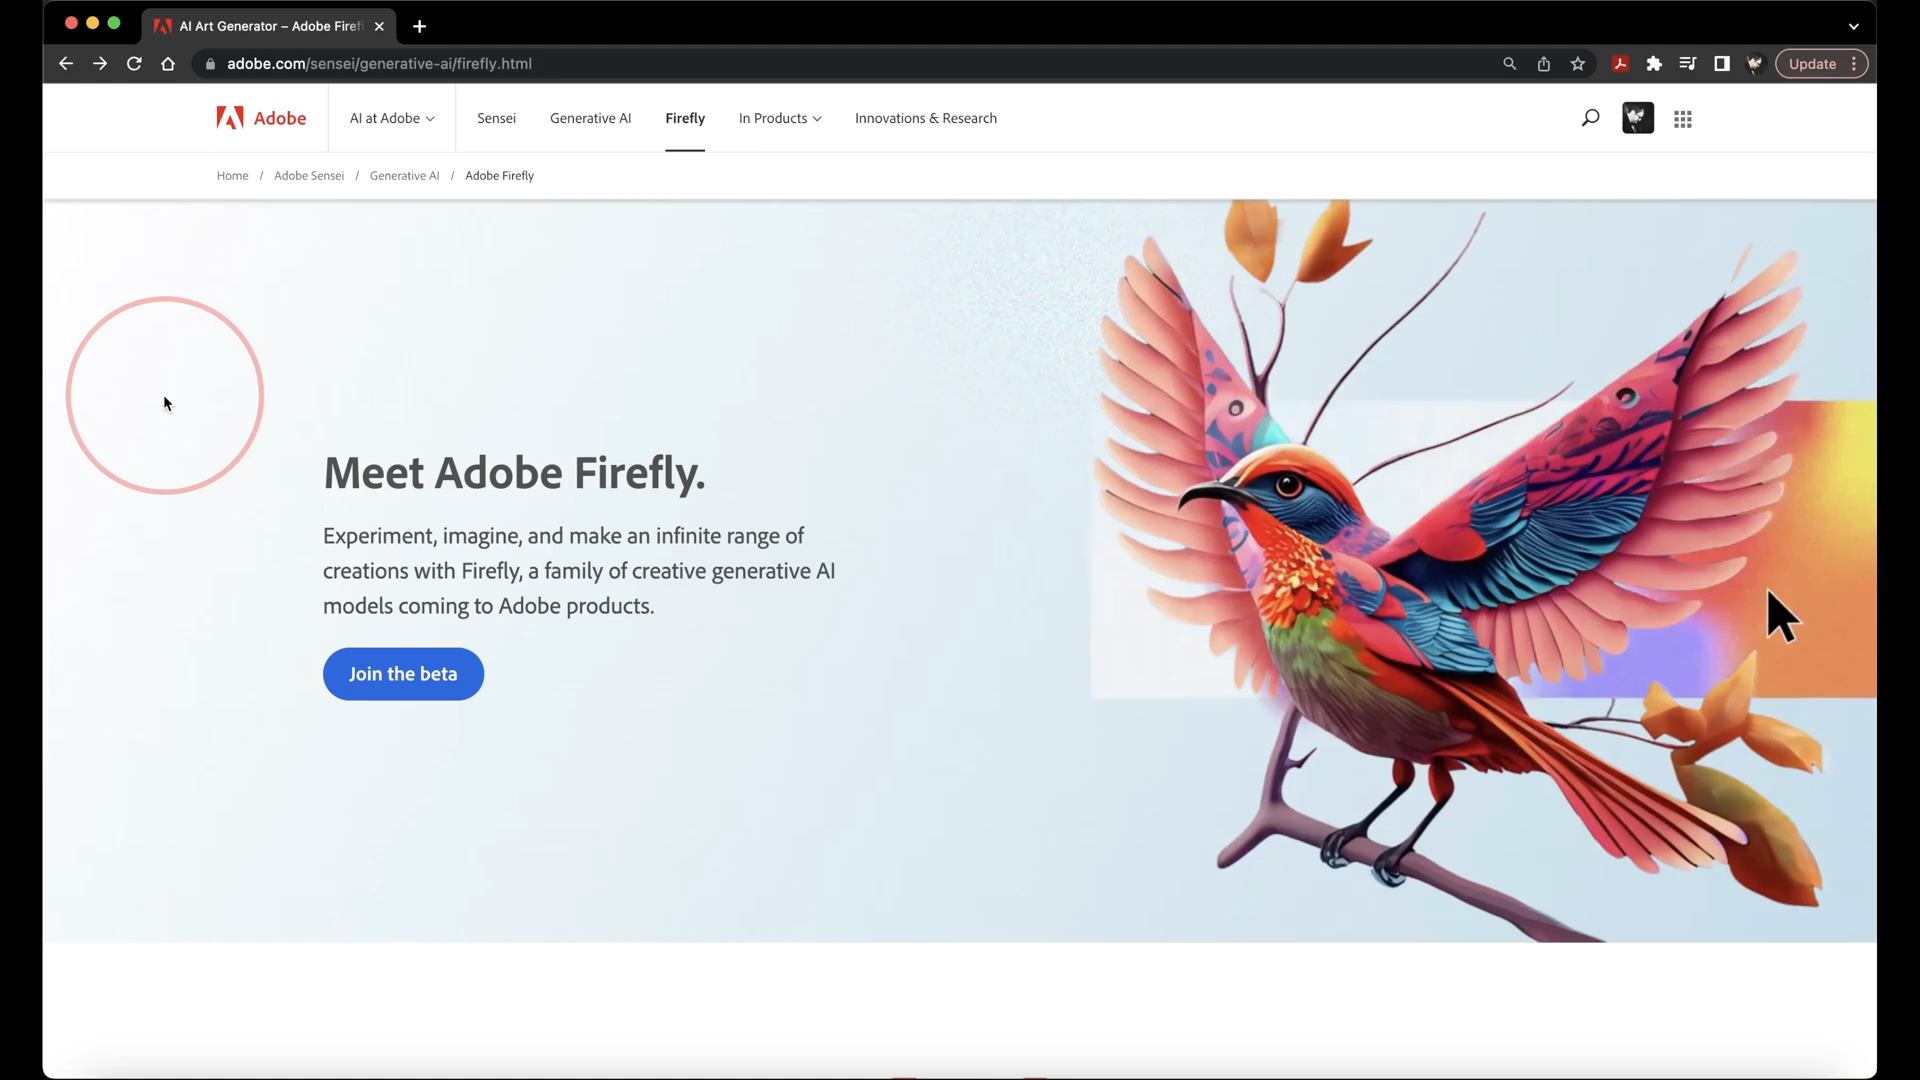 AI Art Generator – Adobe Firef
adobe.com/sensei/generative-ai/firefly.html
Update
Adobe
AI at Adobe
Sensei
Generative AI
Firefly
In Products
Innovations & Research
Home / Adobe Sensei / Generative AI / Adobe Firefly
Meet Adobe Firefly.
Experiment, imagine, and make an infinite range of
creations with Firefly, a family of creative generative AI
models coming to Adobe products.
Join the beta